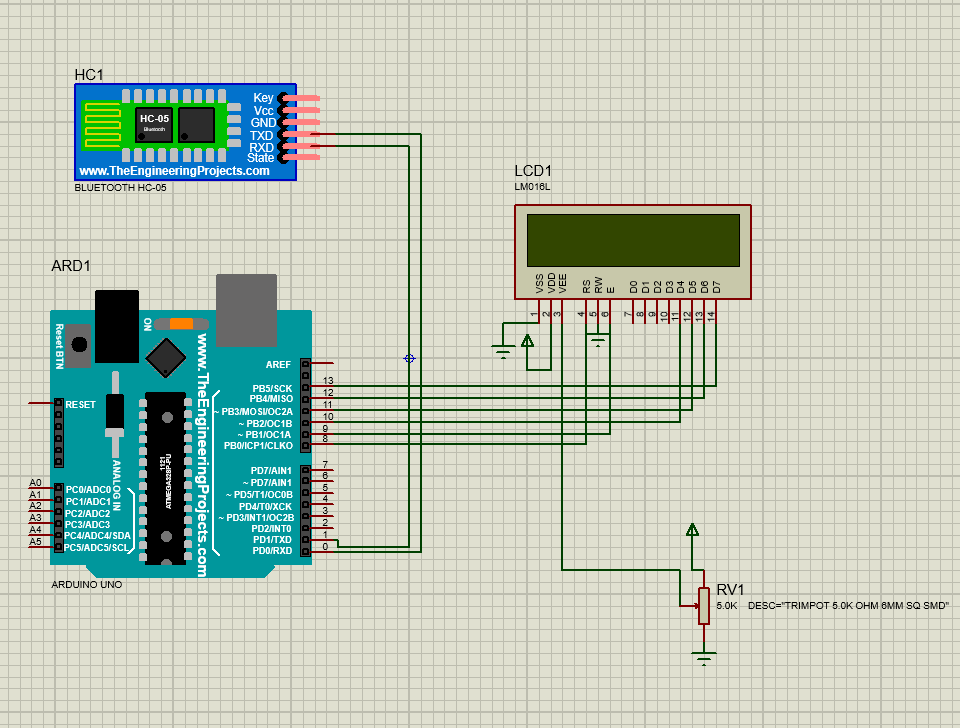 HC1
HC-05
Bluetooth
Key
Vcc
GND
TXD
RXD
State
www.TheEngineeringProjects.com
BLUETOOTH HC-05
LCD1
LM016L
VSS
VDD
VEE
RS
RW
E
D0
D1
D2
D3
D4
D5
D6
D7
1
2
3
4
5
6
7
8
9
10
11
12
13
14
ARD1
Reset BTN
ON
www.TheEngineeringProjects.com
RESET
ANALOG IN
1121
ATMEGA328P-PU
AREF
PB5/SCK 13
PB4/MISO 12
~ PB3/MOSI/OC2A 11
~ PB2/OC1B 10
~ PB1/OC1A 9
PB0/ICP1/CLKO 8
PD7/AIN1 7
~ PD7/AIN1 6
~ PD5/T1/OC0B 5
PD4/T0/XCK 4
~ PD3/INT1/OC2B 3
PD2/INT0 2
PD1/TXD 1
PD0/RXD 0
A0 PC0/ADC0
A1 PC1/ADC1
A2 PC2/ADC2
A3 PC3/ADC3
A4 PC4/ADC4/SDA
A5 PC5/ADC5/SCL
ARDUINO UNO
RV1
5.0K DESC="TRIMPOT 5.0K OHM 6MM SQ SMD"